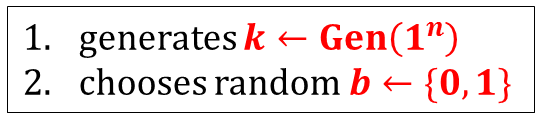 1. generates k ← Gen(1ⁿ)
2. chooses random b ← {0, 1}